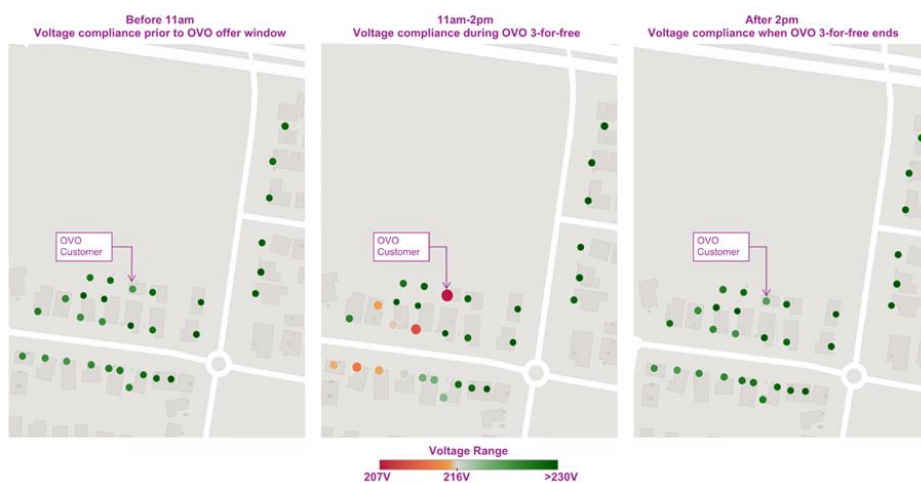 Before 11am
Voltage compliance prior to OVO offer window
11am-2pm
Voltage compliance during OVO 3-for-free
After 2pm
Voltage compliance when OVO 3-for-free ends
OVO
Customer
OVO
Customer
OVO
Customer
Voltage Range
207V 216V >230V